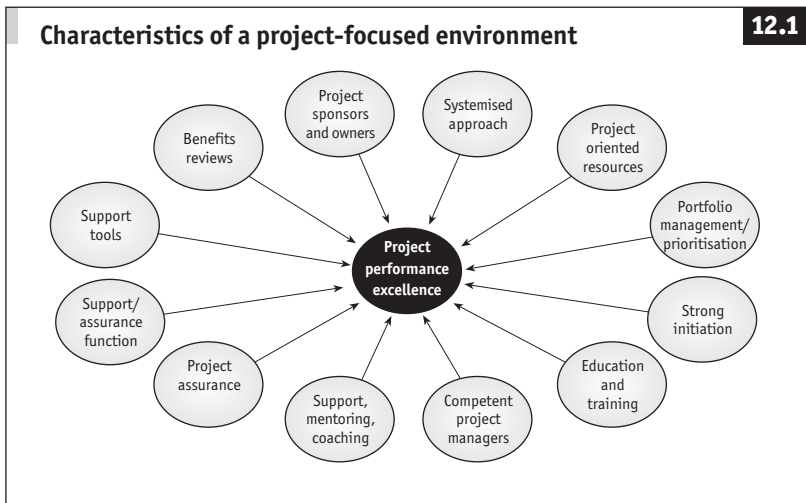 Characteristics of a project-focused environment
12.1
Project
sponsors
and owners
Systemised
approach
Project
oriented
resources
Portfolio
management/
prioritisation
Strong
initiation
Education
and
training
Competent
project
managers
Support,
mentoring,
coaching
Project
assurance
Support/
assurance
function
Support
tools
Benefits
reviews
Project
performance
excellence